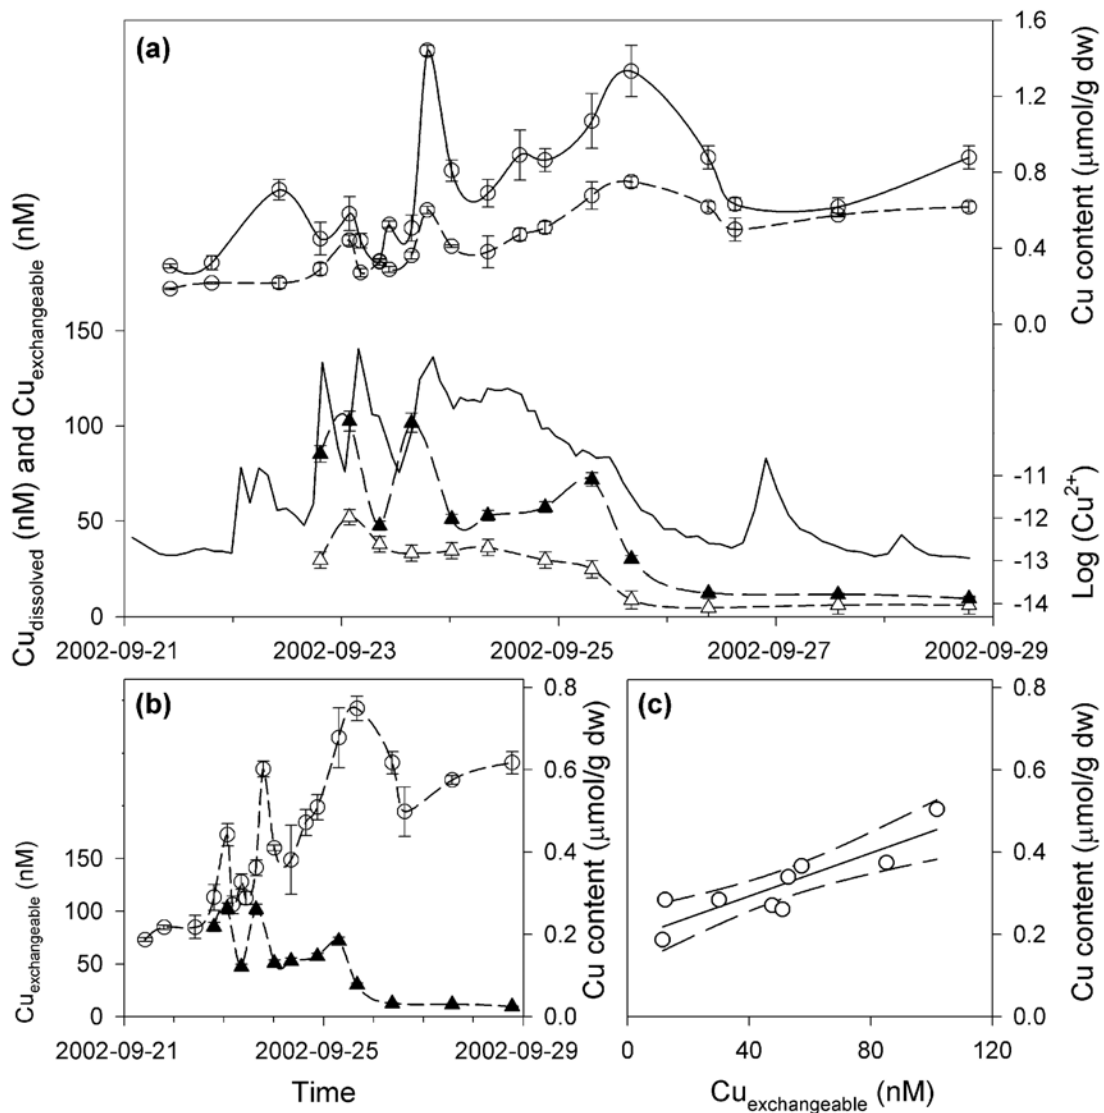 (a)
Cu_dissolved (nM) and Cu_exchangeable (nM)
150
100
50
0
1.6
1.2
0.8
0.4
0.0
Cu content (μmol/g dw)
-11
-12
-13
-14
Log (Cu²⁺)
2002-09-21 2002-09-23 2002-09-25 2002-09-27 2002-09-29
(b)
Cu_exchangeable (nM)
150
100
50
0
0.8
0.6
0.4
0.2
0.0
Cu content (μmol/g dw)
2002-09-21 2002-09-25 2002-09-29
Time
(c)
0.8
0.6
0.4
0.2
0.0
Cu content (μmol/g dw)
0 40 80 120
Cu_exchangeable (nM)